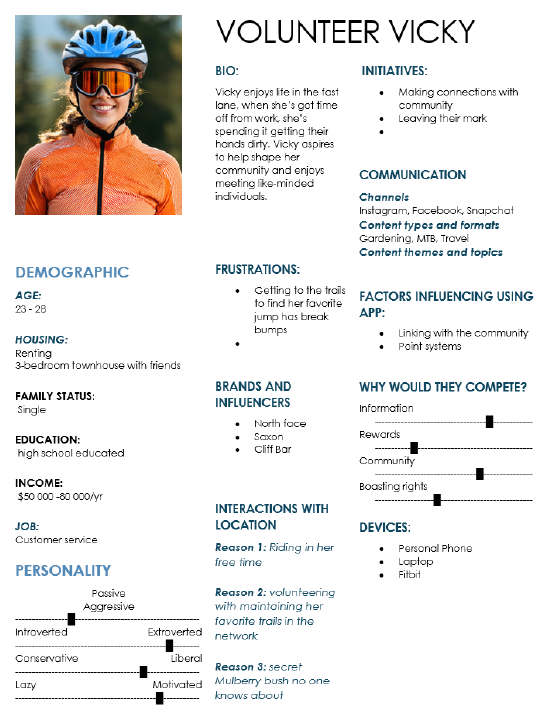 VOLUNTEER VICKY
BIO:
Vicky enjoys life in the fast
lane, when she's got time
off from work, she's
spending it getting their
hands dirty. Vicky aspires
to help shape her
community and enjoys
meeting like-minded
individuals.
INITIATIVES:
Making connections with
community
Leaving their mark
COMMUNICATION
Channels
Instagram, Facebook, Snapchat
Content types and formats
Gardening, MTB, Travel
Content themes and topics
DEMOGRAPHIC
AGE:
23 - 28
HOUSING:
Renting
3-bedroom townhouse with friends
FAMILY STATUS:
Single
EDUCATION:
high school educated
INCOME:
$50 000 -80 000/yr
JOB:
Customer service
PERSONALITY
Passive
Aggressive
Introverted Extroverted
Conservative Liberal
Lazy Motivated
FRUSTRATIONS:
Getting to the trails
to find her favorite
jump has break
bumps
BRANDS AND
INFLUENCERS
North face
Saxon
Cliff Bar
INTERACTIONS WITH
LOCATION
Reason 1: Riding in her
free time
Reason 2: volunteering
with maintaining her
favorite trails in the
network
Reason 3: secret
Mulberry bush no one
knows about
FACTORS INFLUENCING USING
APP:
Linking with the community
Point systems
WHY WOULD THEY COMPETE?
Information
Rewards
Community
Boasting rights
DEVICES:
Personal Phone
Laptop
Fitbit